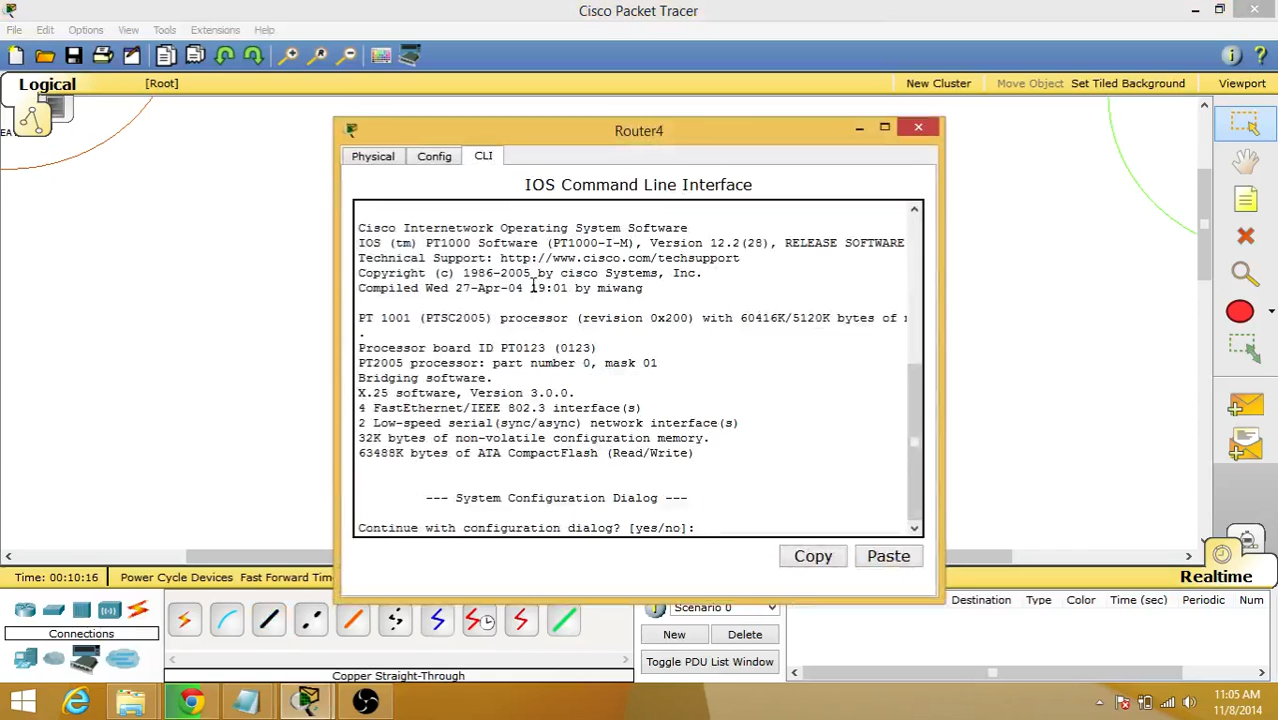 Cisco Packet Tracer
File Edit Options View Tools Extensions Help
Logical
[Root]
New Cluster
Move Object
Set Tiled Background
Viewport
EA
Router4
Physical
Config
CLI
IOS Command Line Interface
Cisco Internetwork Operating System Software
IOS (tm) PT1000 Software (PT1000-I-M), Version 12.2(28), RELEASE SOFTWARE
Technical Support: http://www.cisco.com/techsupport
Copyright (c) 1986-2005 by cisco Systems, Inc.
Compiled Wed 27-Apr-04 19:01 by miwang
PT 1001 (PTSC2005) processor (revision 0x200) with 60416K/5120K bytes of
.
Processor board ID PT0123 (0123)
PT2005 processor: part number 0, mask 01
Bridging software.
X.25 software, Version 3.0.0.
4 FastEthernet/IEEE 802.3 interface(s)
2 Low-speed serial(sync/async) network interface(s)
32K bytes of non-volatile configuration memory.
63488K bytes of ATA CompactFlash (Read/Write)
--- System Configuration Dialog ---
Continue with configuration dialog? [yes/no]:
Copy
Paste
Time: 00:10:16
Power Cycle Devices
Fast Forward Tim
Realtime
Connections
Copper Straight-Through
Scenario 0
New
Delete
Toggle PDU List Window
Destination
Type
Color
Time (sec)
Periodic
Num
11:05 AM
11/8/2014